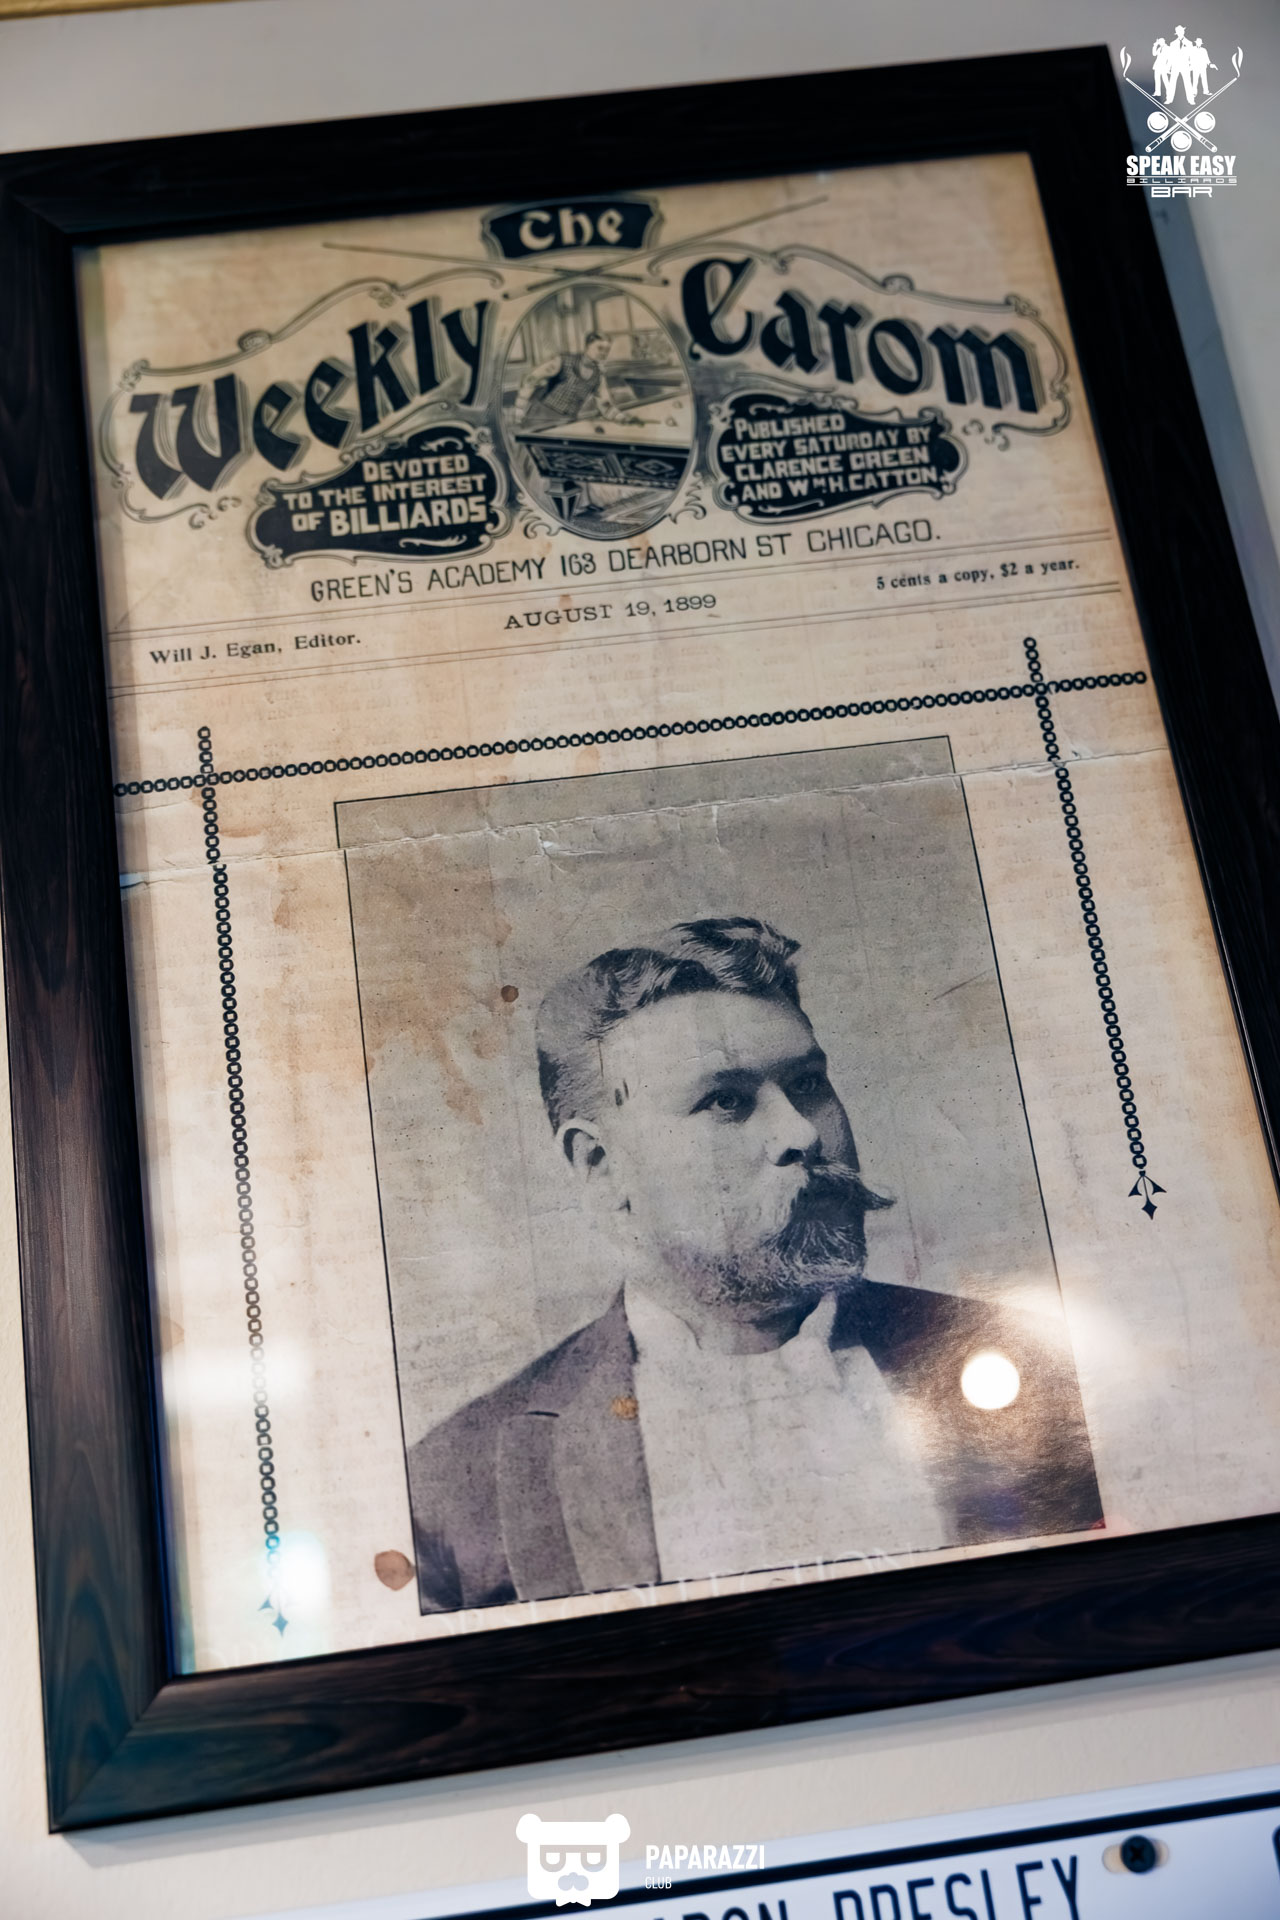 SPEAK EASY
BILLIARDS
BAR
The
Weekly Carom
DEVOTED
TO THE INTEREST
OF BILLIARDS
PUBLISHED
EVERY SATURDAY BY
CLARENCE GREEN
AND WM H. CATTON.
GREEN'S ACADEMY 163 DEARBORN ST CHICAGO.
Will J. Egan, Editor.
AUGUST 19, 1899
5 cents a copy, $2 a year.
PAPARAZZI
CLUB
PRESLEY